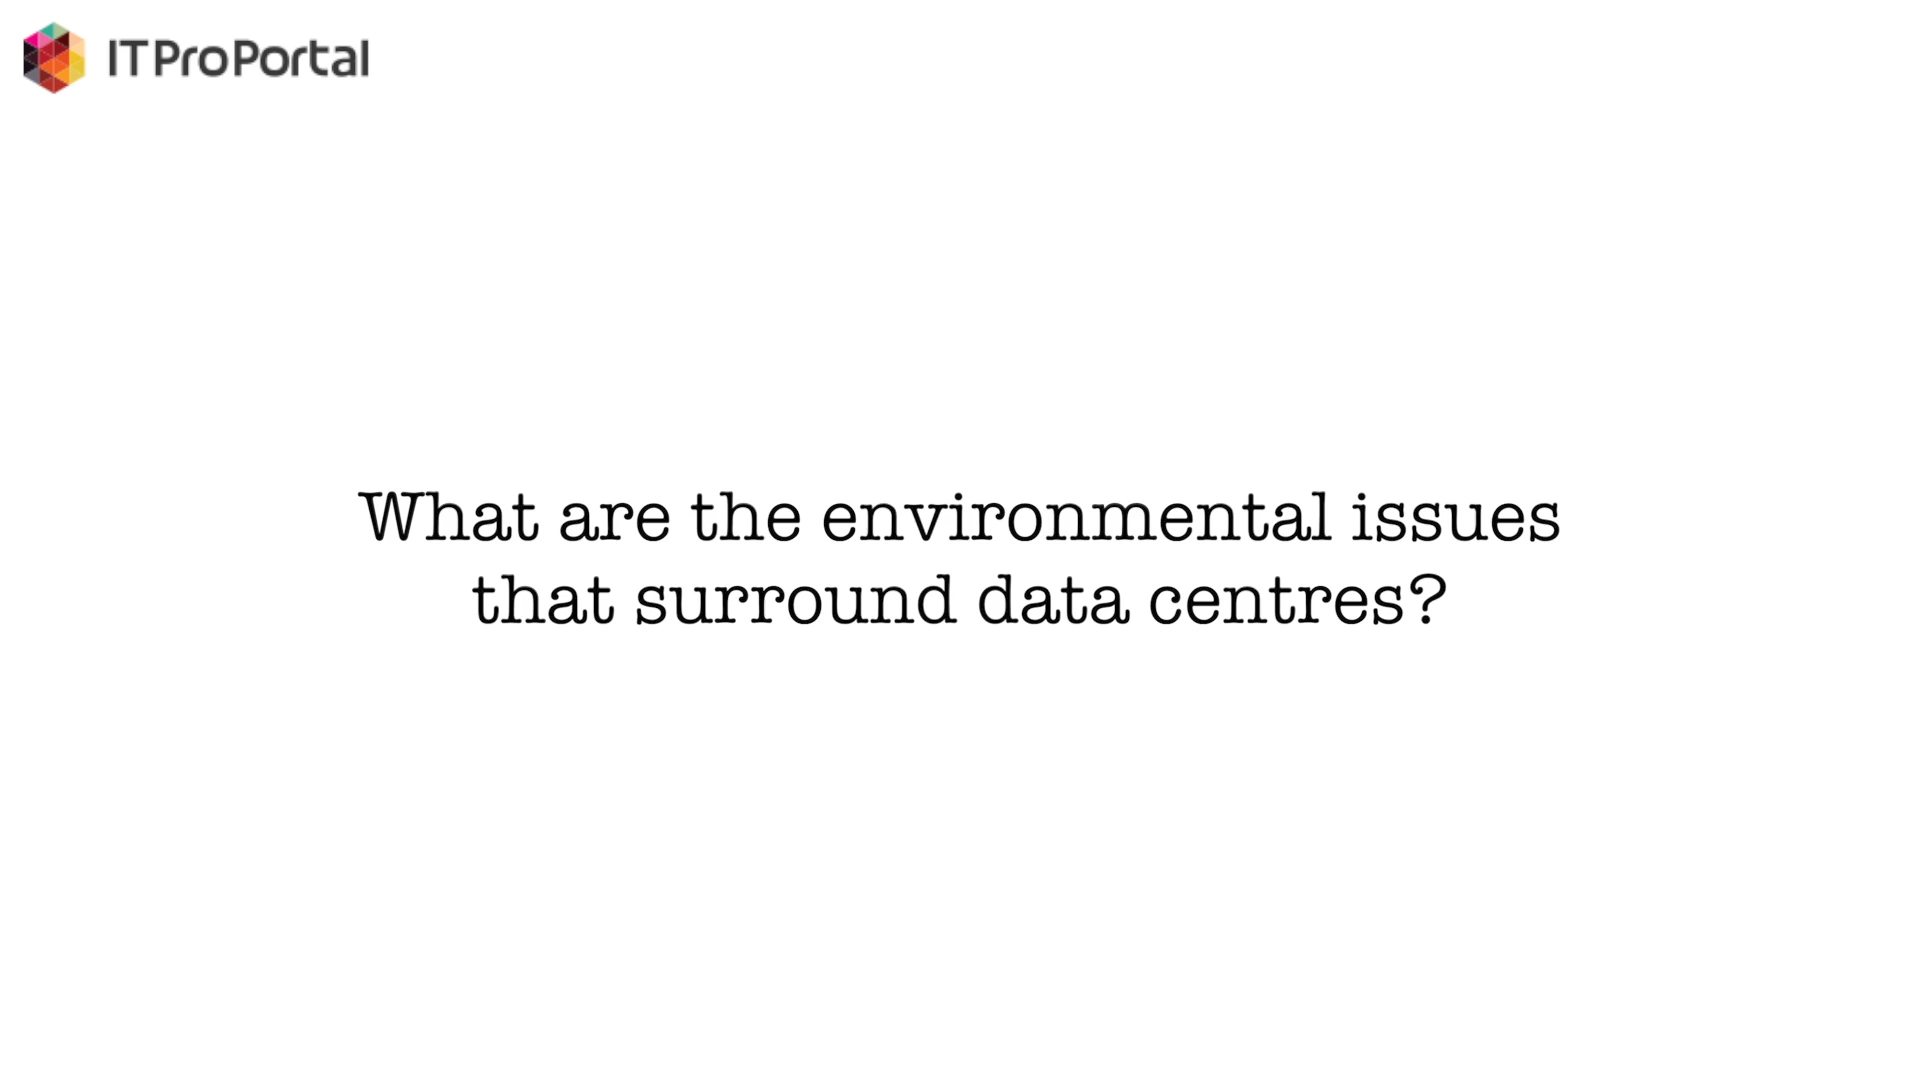 ITProPortal
What are the environmental issues
that surround data centres?